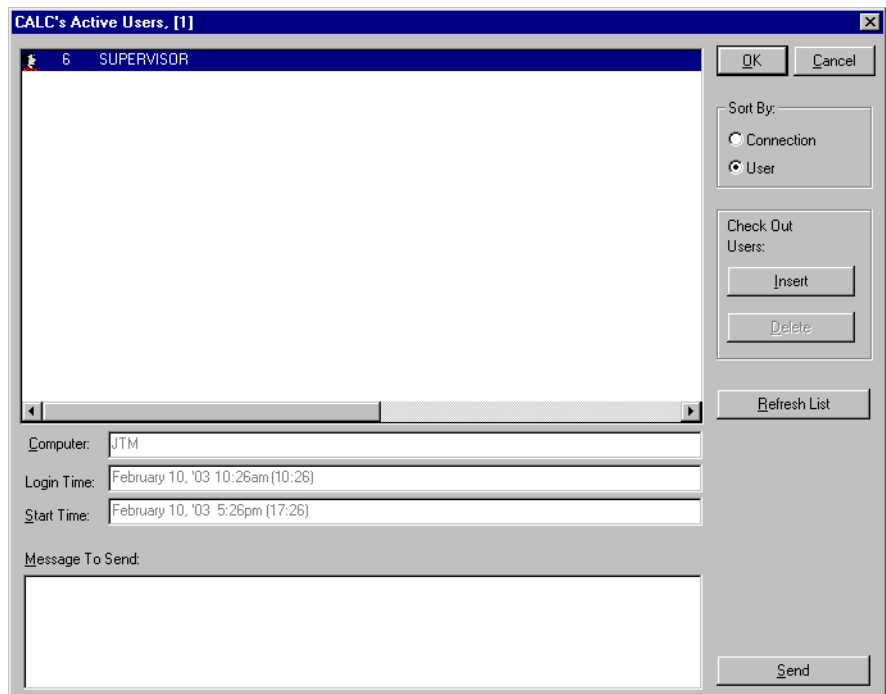 CALC's Active Users, [1]
6 SUPERVISOR
OK
Cancel
Sort By:
Connection
User
Check Out
Users:
Insert
Delete
Refresh List
Computer: JTM
Login Time: February 10, '03 10:26am (10:26)
Start Time: February 10, '03 5:26pm (17:26)
Message To Send:
Send